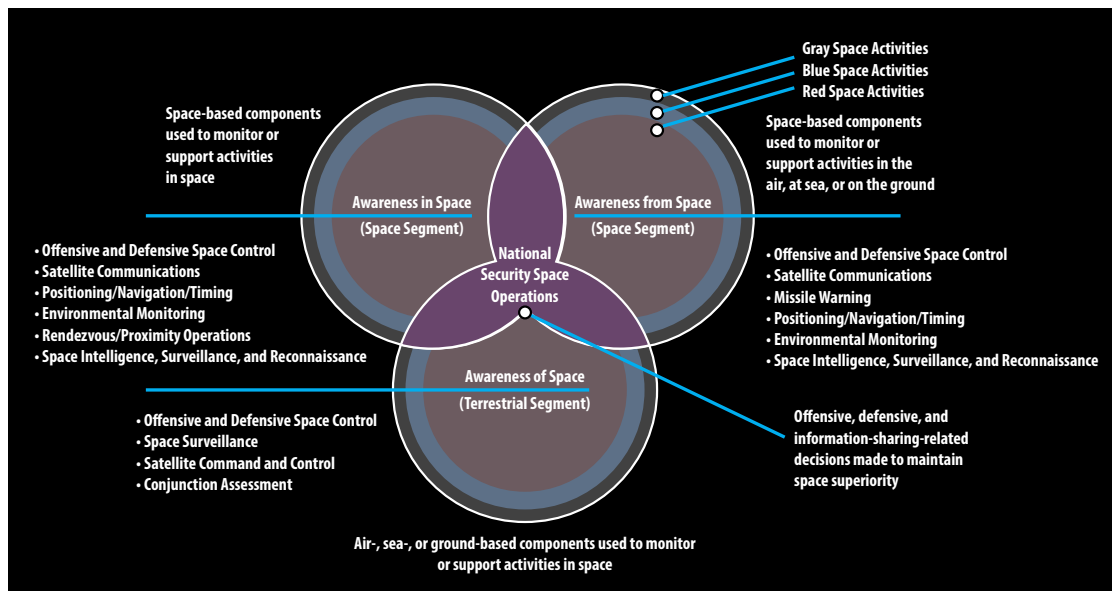 Gray Space Activities
Blue Space Activities
Red Space Activities
Space-based components
used to monitor or
support activities
in space
Space-based components
used to monitor or
support activities in the
air, at sea, or on the ground
Awareness in Space
(Space Segment)
Awareness from Space
(Space Segment)
National
Security Space
Operations
• Offensive and Defensive Space Control
• Satellite Communications
• Positioning/Navigation/Timing
• Environmental Monitoring
• Rendezvous/Proximity Operations
• Space Intelligence, Surveillance, and Reconnaissance
• Offensive and Defensive Space Control
• Satellite Communications
• Missile Warning
• Positioning/Navigation/Timing
• Environmental Monitoring
• Space Intelligence, Surveillance, and Reconnaissance
Awareness of Space
(Terrestrial Segment)
• Offensive and Defensive Space Control
• Space Surveillance
• Satellite Command and Control
• Conjunction Assessment
Offensive, defensive, and
information-sharing-related
decisions made to maintain
space superiority
Air-, sea-, or ground-based components used to monitor
or support activities in space